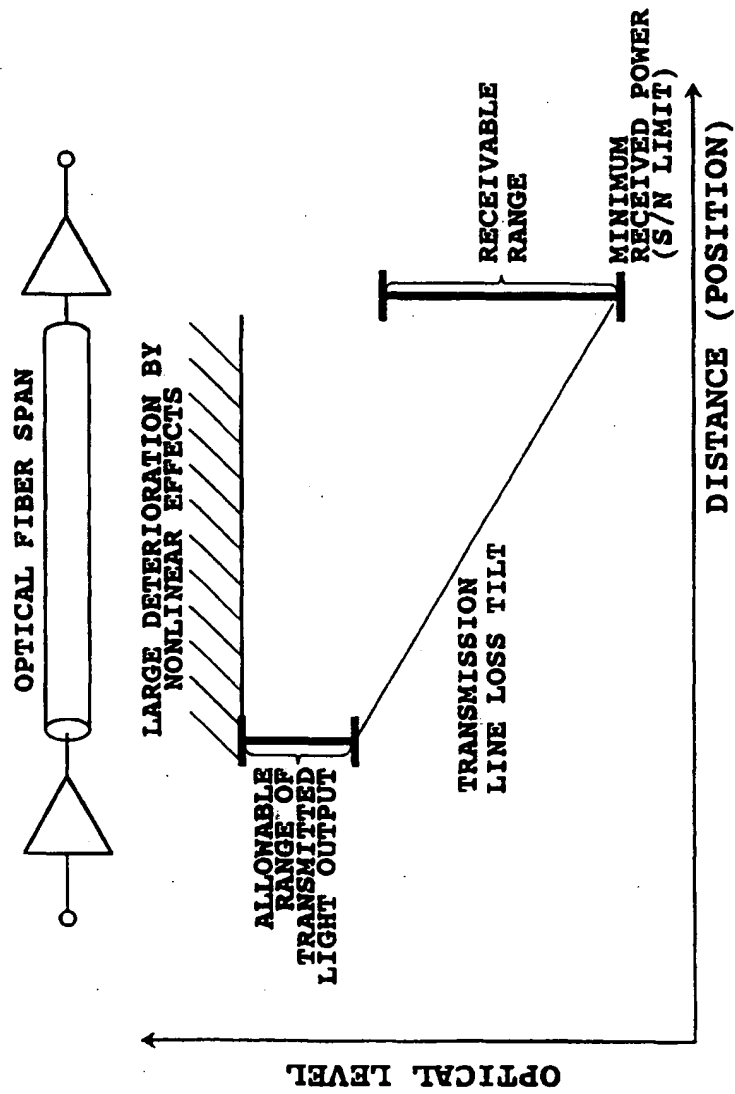 OPTICAL FIBER SPAN
LARGE DETERIORATION BY
NONLINEAR EFFECTS
ALLOWABLE
RANGE OF
TRANSMITTED
LIGHT OUTPUT
TRANSMISSION
LINE LOSS TILT
RECEIVABLE
RANGE
MINIMUM
RECEIVED POWER
(S/N LIMIT)
OPTICAL LEVEL
DISTANCE (POSITION)